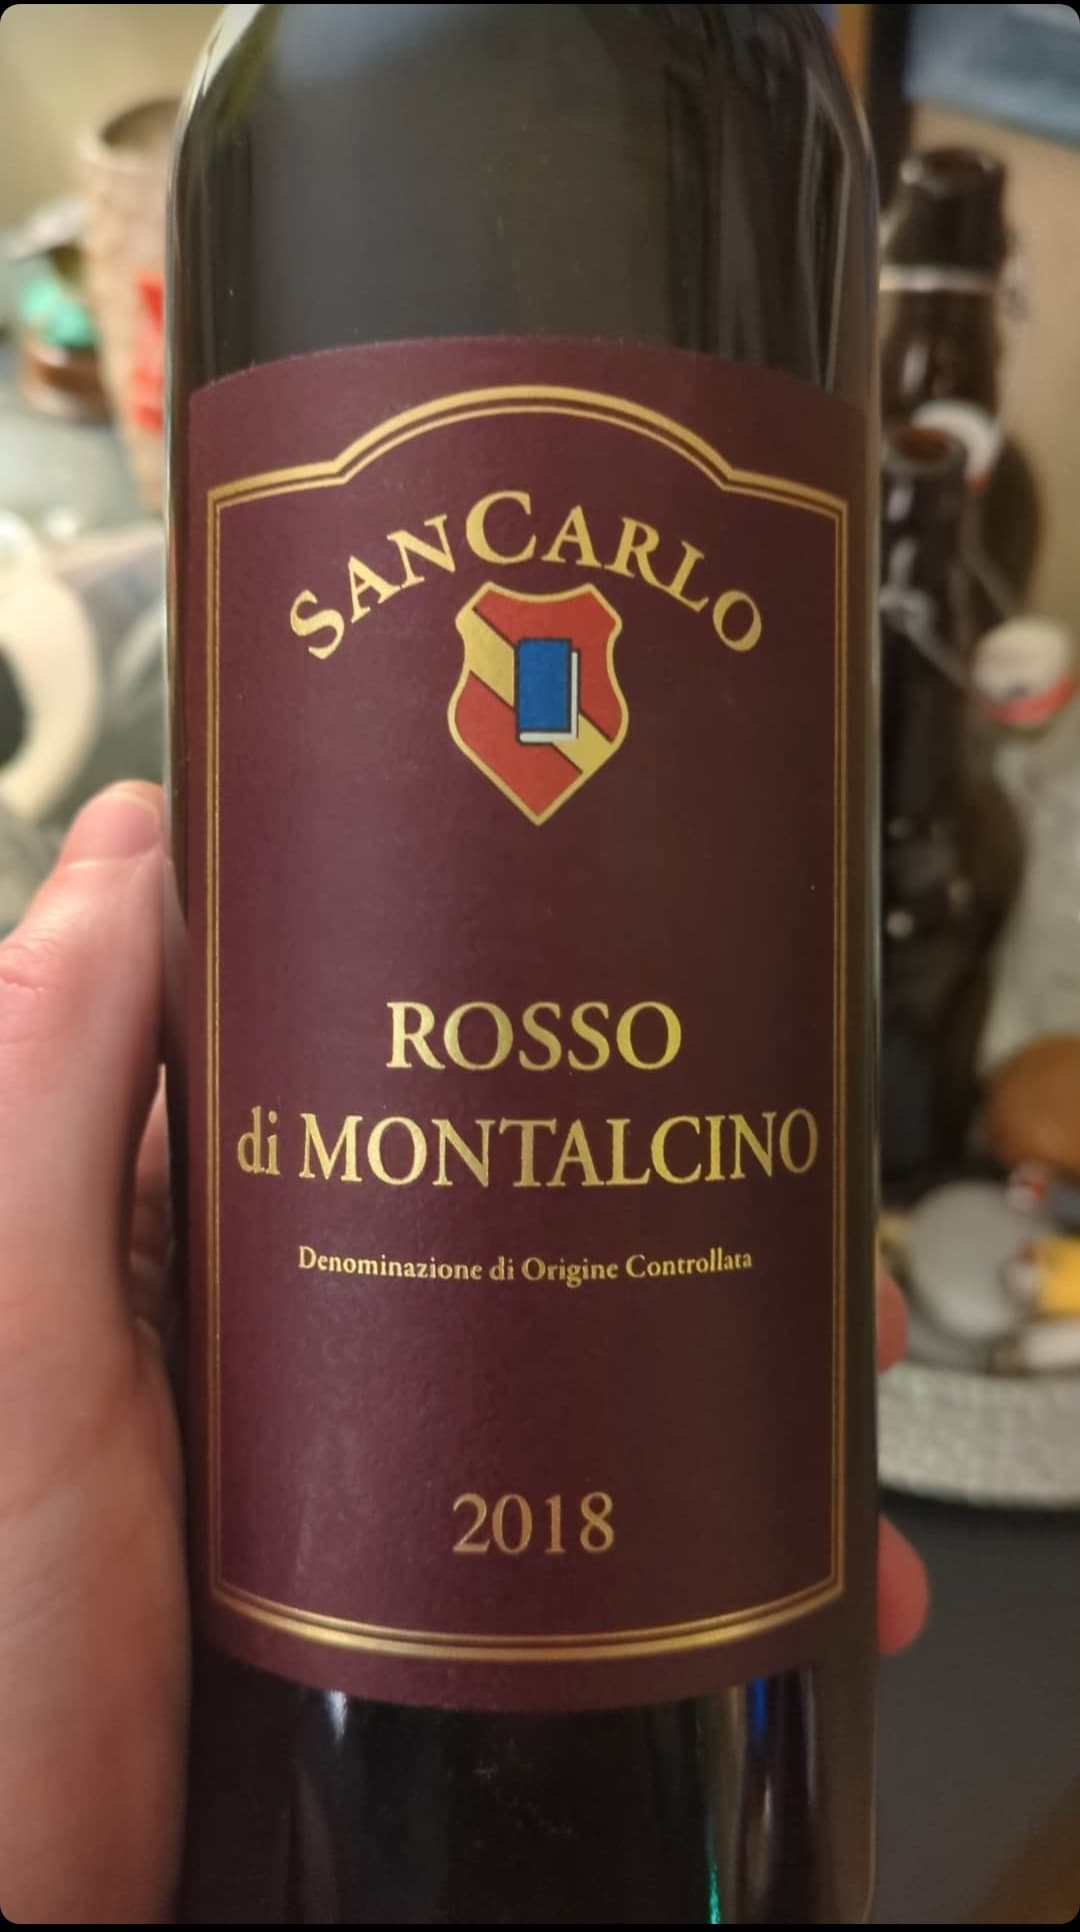 SANCARLO
ROSSO
di MONTALCINO
Denominazione di Origine Controllata
2018